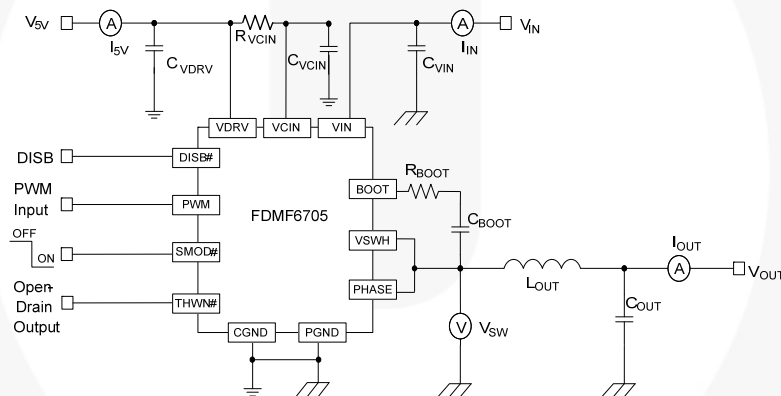 V5V
A
I5V
RVCIN
CVDRV
CVCIN
CVIN
A
IIN
VIN
VDRV
VCIN
VIN
DISB
DISB#
PWM
Input
PWM
OFF
ON
SMOD#
Open-
Drain
Output
THWN#
FDMF6705
BOOT
RBOOT
CBOOT
VSWH
PHASE
CGND
PGND
V
VSW
LOUT
COUT
IOUT
A
VOUT